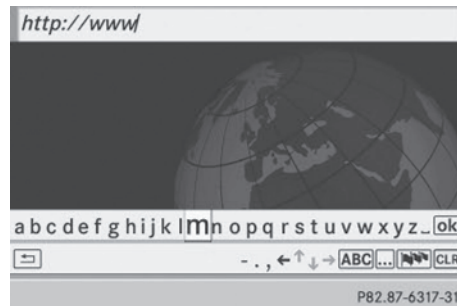 http://www
a b c d e f g h i j k l m n o p q r s t u v w x y z _ ok
- . , ← ↑ ↓ → ABC ... CLR
P82.87-6317-31